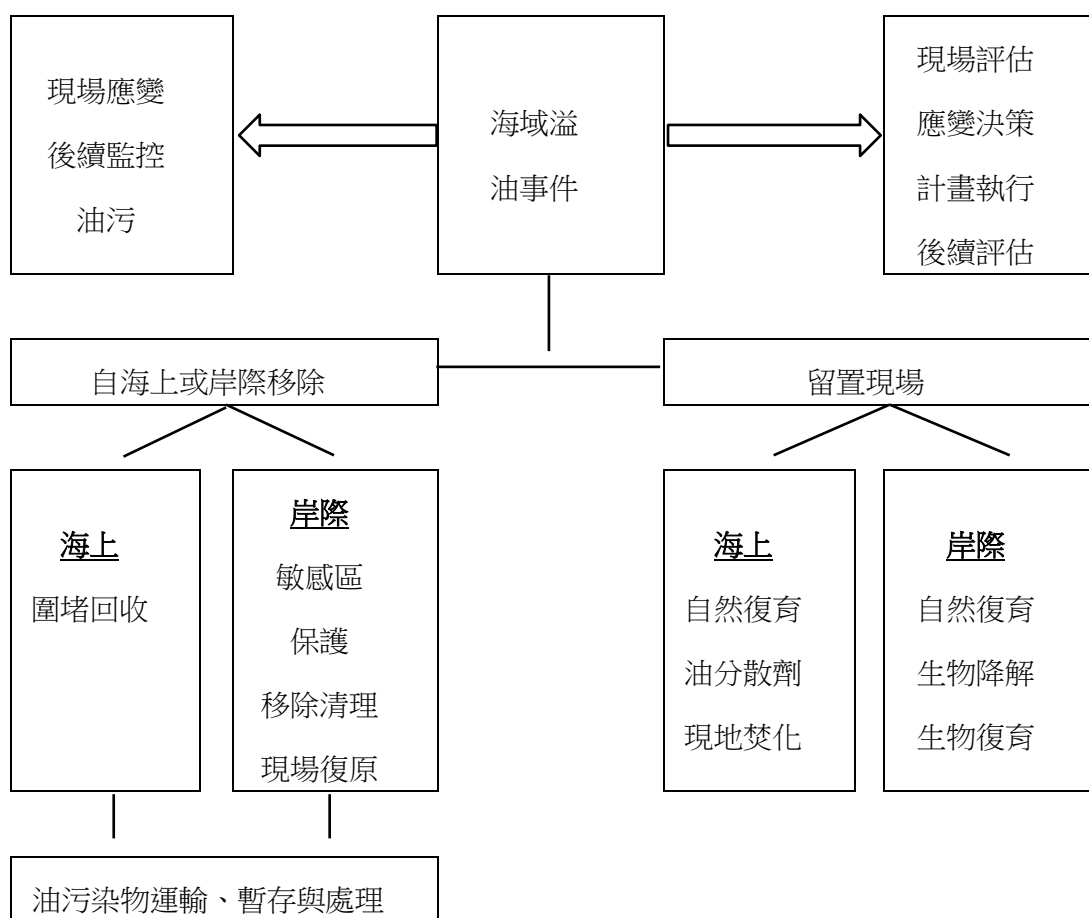 現場應變
後續監控
油污
海域溢
油事件
現場評估
應變決策
計畫執行
後續評估
自海上或岸際移除
留置現場
海上
圍堵回收
岸際
敏感區
保護
移除清理
現場復原
海上
自然復育
油分散劑
現地焚化
岸際
自然復育
生物降解
生物復育
油污染物運輸、暫存與處理